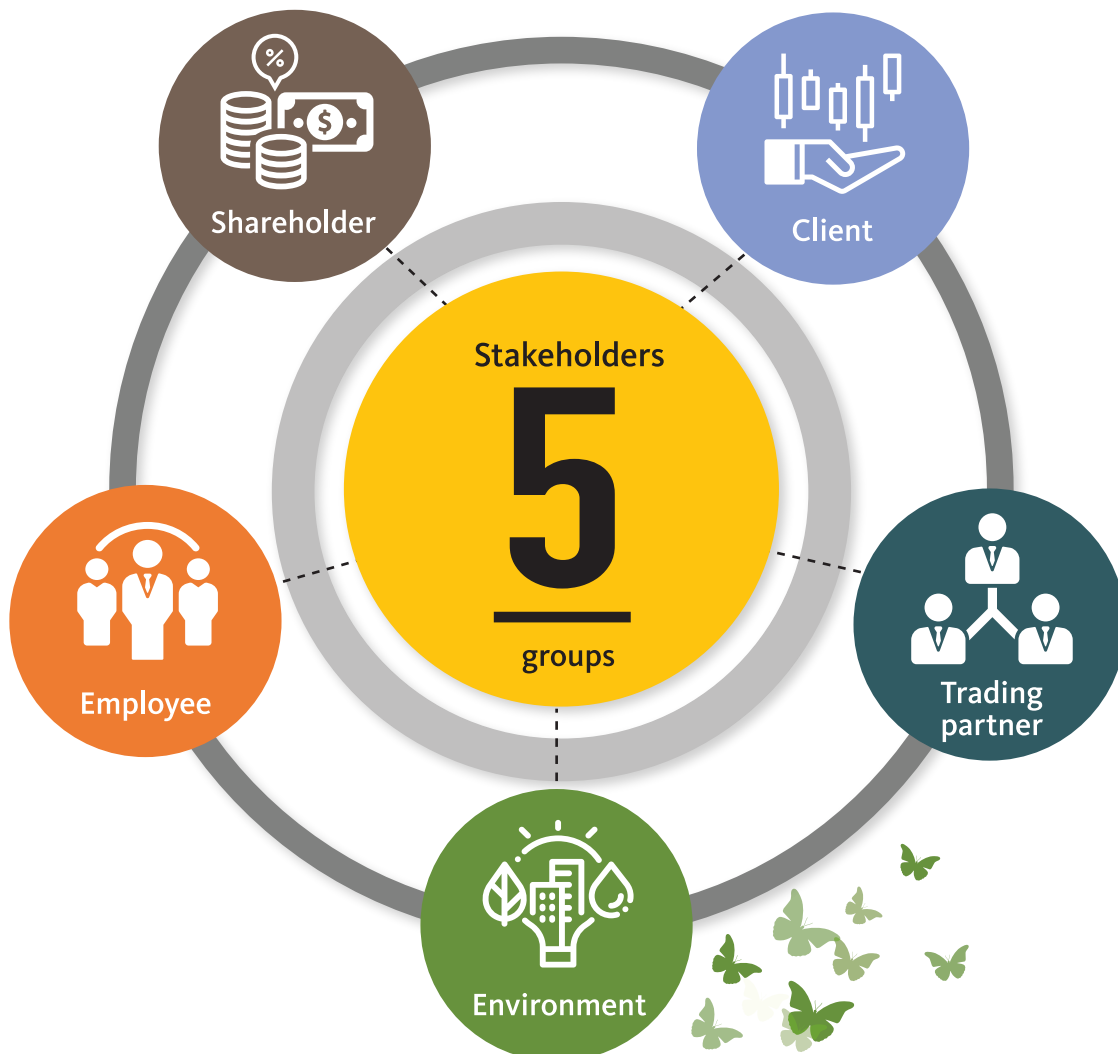 %
$
Shareholder
Client
Stakeholders
5
groups
Employee
Trading
partner
Environment